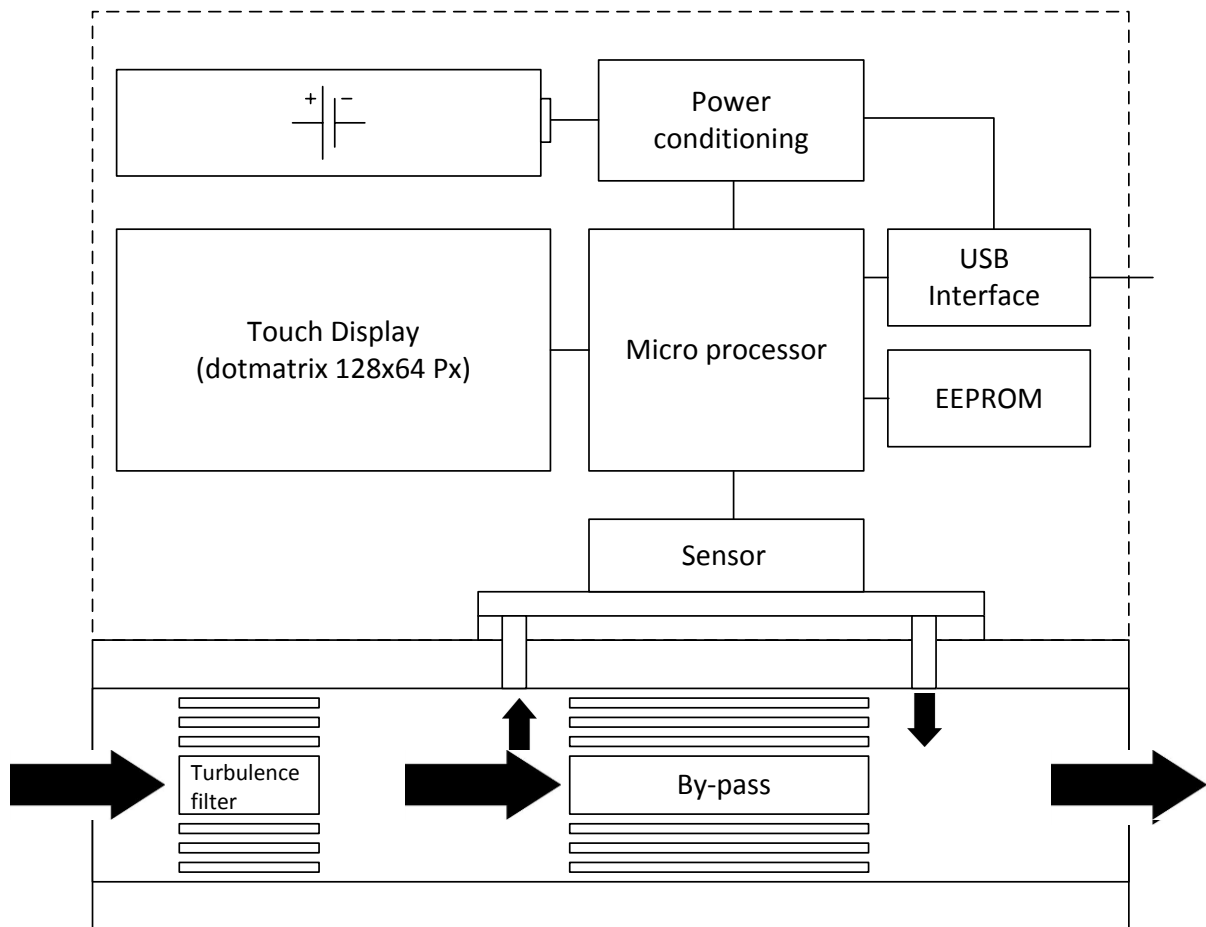 + −
Power
conditioning
USB
Interface
Touch Display
(dotmatrix 128x64 Px)
Micro processor
EEPROM
Sensor
Turbulence
filter
By-pass